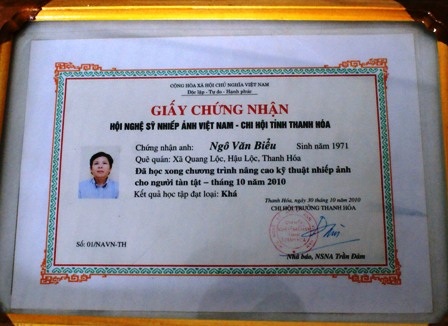 CỘNG HÒA XÃ HỘI CHỦ NGHĨA VIỆT NAM
Độc lập - Tự do - Hạnh phúc
GIẤY CHỨNG NHẬN
HỘI NGHỆ SỸ NHIẾP ẢNH VIỆT NAM - CHI HỘI TỈNH THANH HÓA
Chứng nhận anh: Ngô Văn Biểu Sinh năm 1971
Quê quán: Xã Quang Lộc, Hậu Lộc, Thanh Hóa
Đã học xong chương trình nâng cao kỹ thuật nhiếp ảnh
cho người tàn tật – tháng 10 năm 2010
Kết quả học tập đạt loại: Khá
Thanh Hóa, ngày 30 tháng 10 năm 2010
CHI HỘI TRƯỞNG THANH HÓA
Số: 01/NAVN-TH
Nhà báo, NSNA Trần Đàm